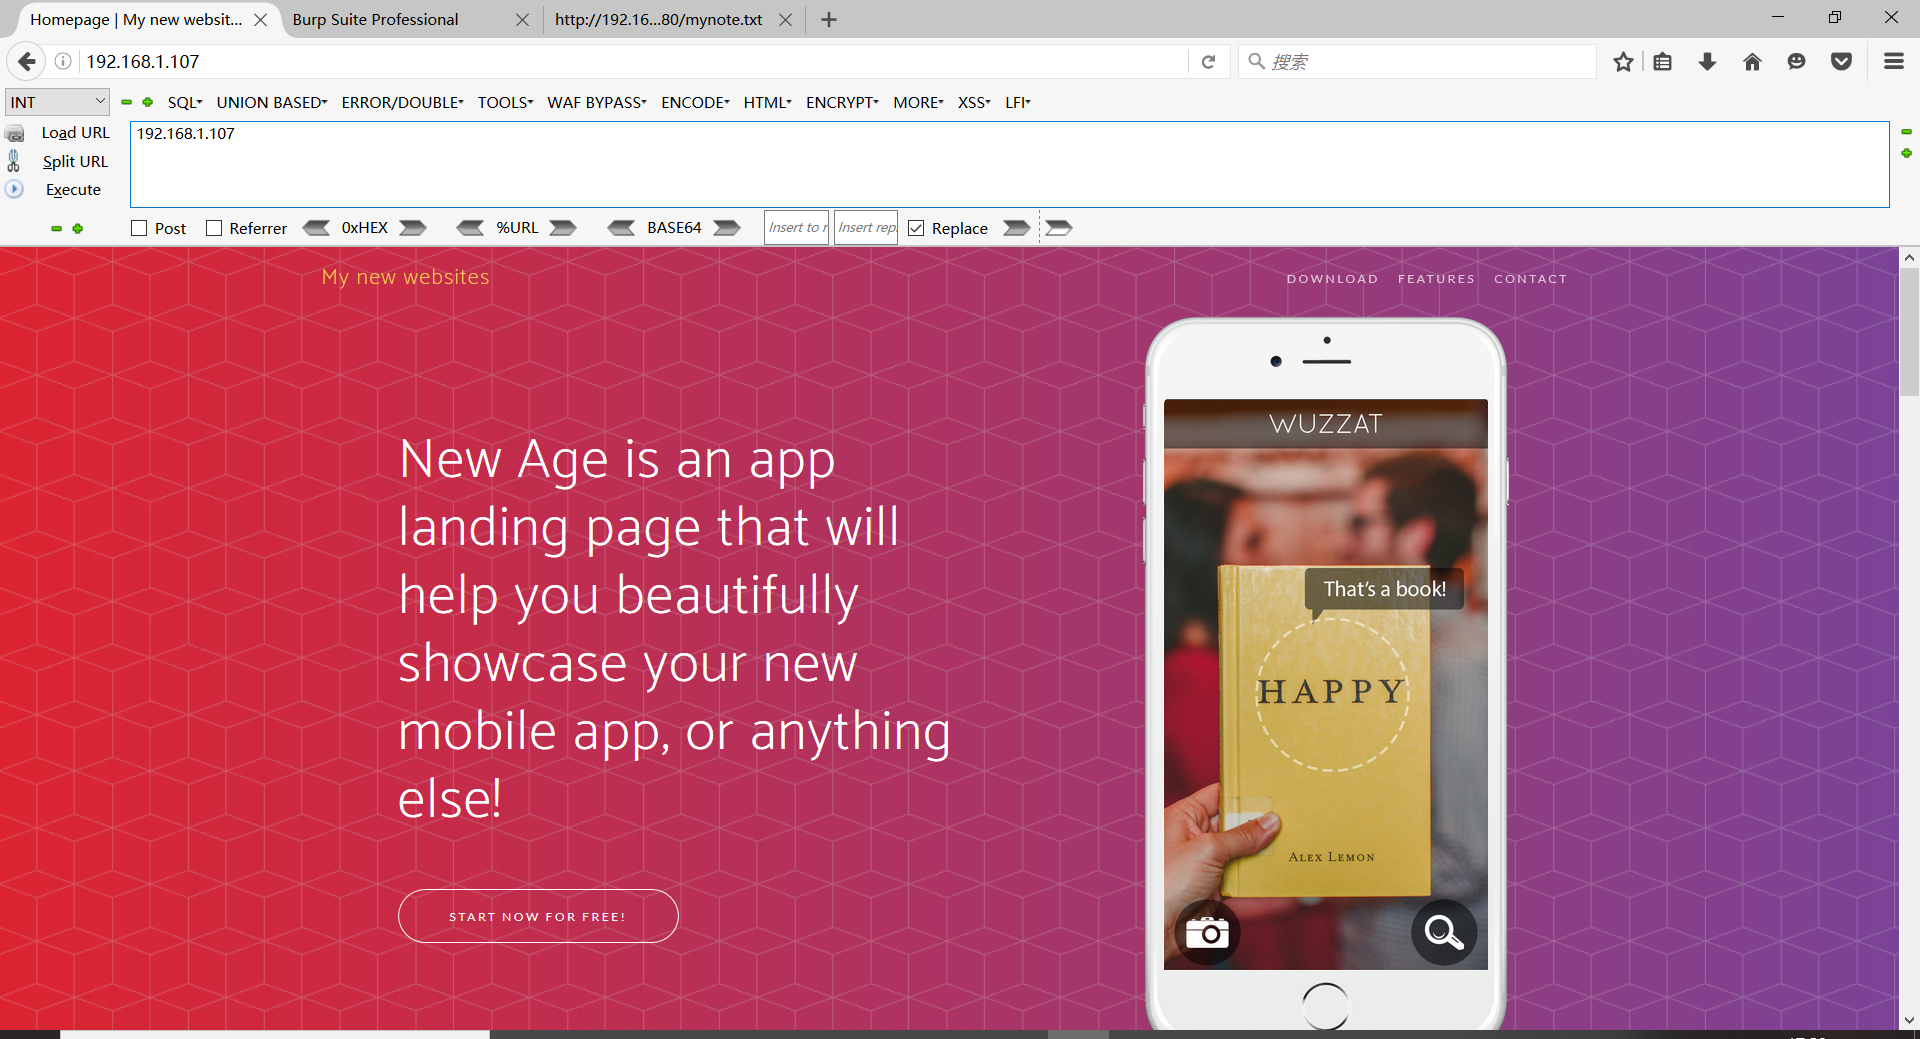 Homepage | My new websit...
Burp Suite Professional
http://192.16...80/mynote.txt
192.168.1.107
搜索
INT
SQL UNION BASED ERROR/DOUBLE TOOLS WAF BYPASS ENCODE HTML ENCRYPT MORE XSS LFI
Load URL
192.168.1.107
Split URL
Execute
Post Referrer 0xHEX %URL BASE64 Insert to r Insert rep Replace
My new websites
DOWNLOAD FEATURES CONTACT
WUZZAT
New Age is an app
landing page that will
help you beautifully
showcase your new
mobile app, or anything
else!
That's a book!
HAPPY
ALEX LEMON
START NOW FOR FREE!